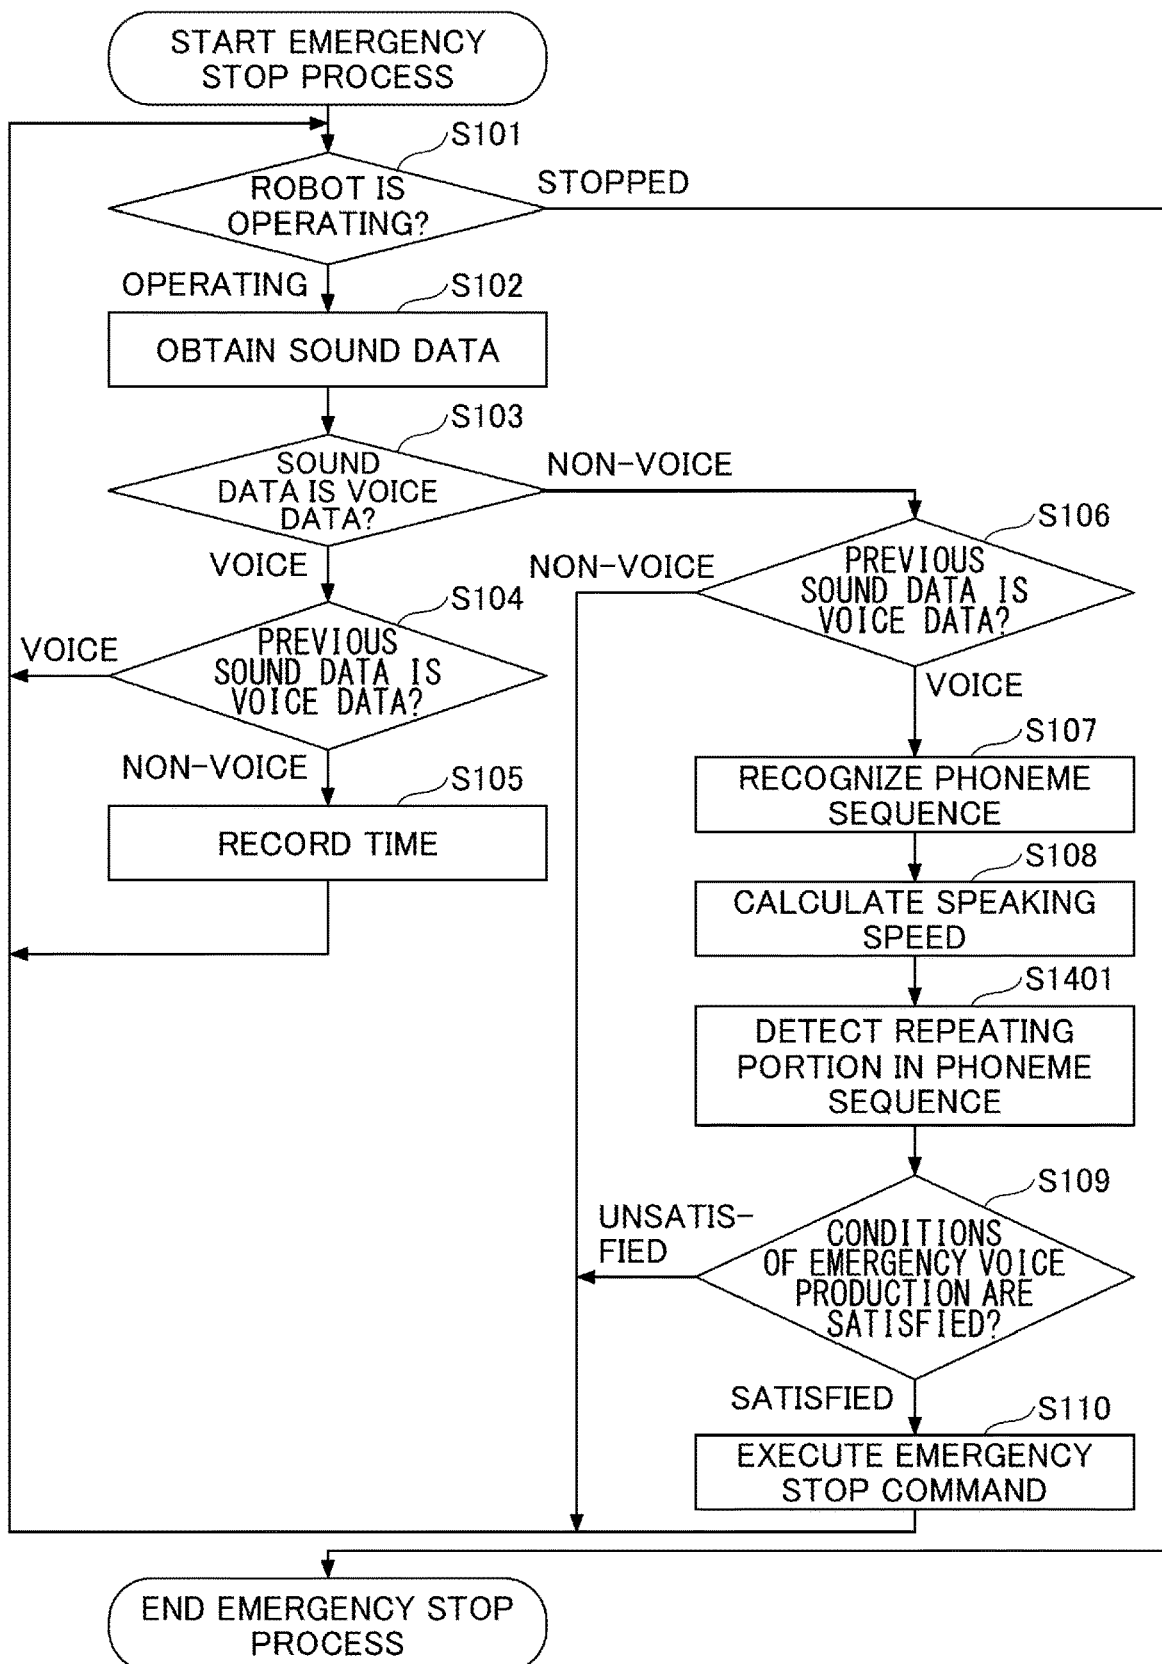 START EMERGENCY
STOP PROCESS
S101
ROBOT IS
OPERATING?
STOPPED
OPERATING
S102
OBTAIN SOUND DATA
S103
SOUND
DATA IS VOICE
DATA?
NON-VOICE
VOICE
S104
PREVIOUS
SOUND DATA IS
VOICE DATA?
VOICE
NON-VOICE
S105
RECORD TIME
S106
PREVIOUS
SOUND DATA IS
VOICE DATA?
NON-VOICE
VOICE
S107
RECOGNIZE PHONEME
SEQUENCE
S108
CALCULATE SPEAKING
SPEED
S1401
DETECT REPEATING
PORTION IN PHONEME
SEQUENCE
S109
CONDITIONS
OF EMERGENCY VOICE
PRODUCTION ARE
SATISFIED?
UNSATIS-
FIED
SATISFIED
S110
EXECUTE EMERGENCY
STOP COMMAND
END EMERGENCY STOP
PROCESS